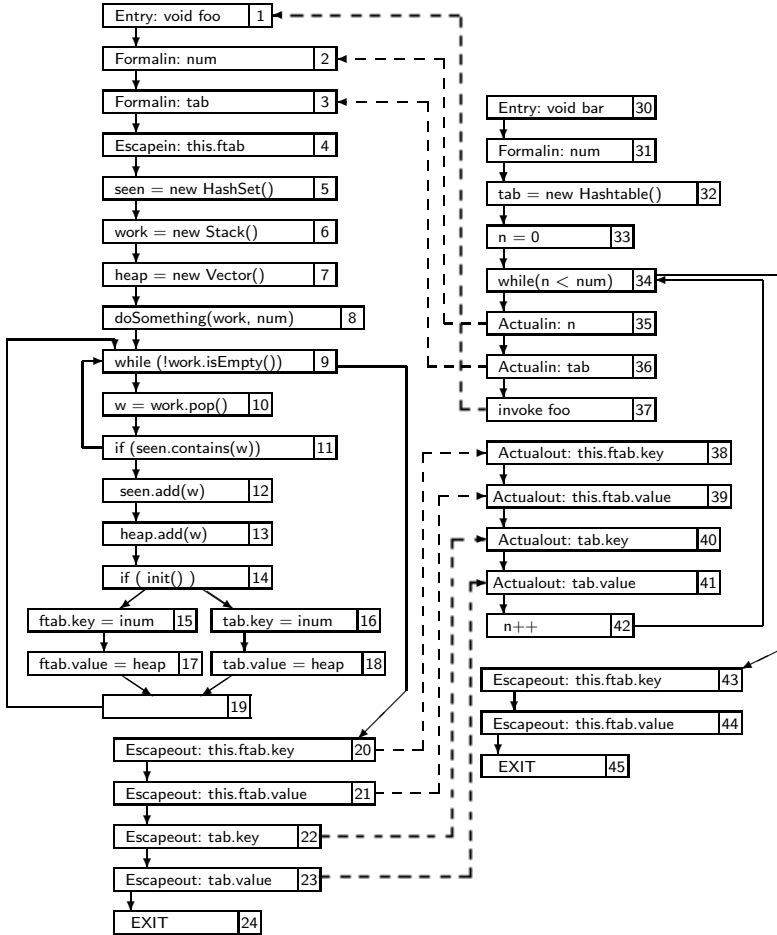 Entry: void foo 1
Formalin: num 2
Formalin: tab 3
Escapein: this.ftab 4
seen = new HashSet() 5
work = new Stack() 6
heap = new Vector() 7
doSomething(work, num) 8
while (!work.isEmpty()) 9
w = work.pop() 10
if (seen.contains(w)) 11
seen.add(w) 12
heap.add(w) 13
if ( init() ) 14
ftab.key = inum 15
tab.key = inum 16
ftab.value = heap 17
tab.value = heap 18
19
Escapeout: this.ftab.key 20
Escapeout: this.ftab.value 21
Escapeout: tab.key 22
Escapeout: tab.value 23
EXIT 24
Entry: void bar 30
Formalin: num 31
tab = new Hashtable() 32
n = 0 33
while(n < num) 34
Actualin: n 35
Actualin: tab 36
invoke foo 37
Actualout: this.ftab.key 38
Actualout: this.ftab.value 39
Actualout: tab.key 40
Actualout: tab.value 41
n++ 42
Escapeout: this.ftab.key 43
Escapeout: this.ftab.value 44
EXIT 45